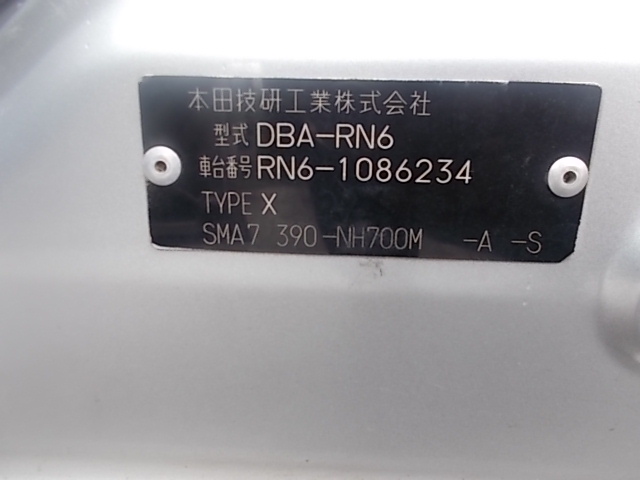 本田技研工業株式会社
型式 DBA-RN6
車台番号 RN6-1086234
TYPE X
SMA7 390-NH700M -A -S